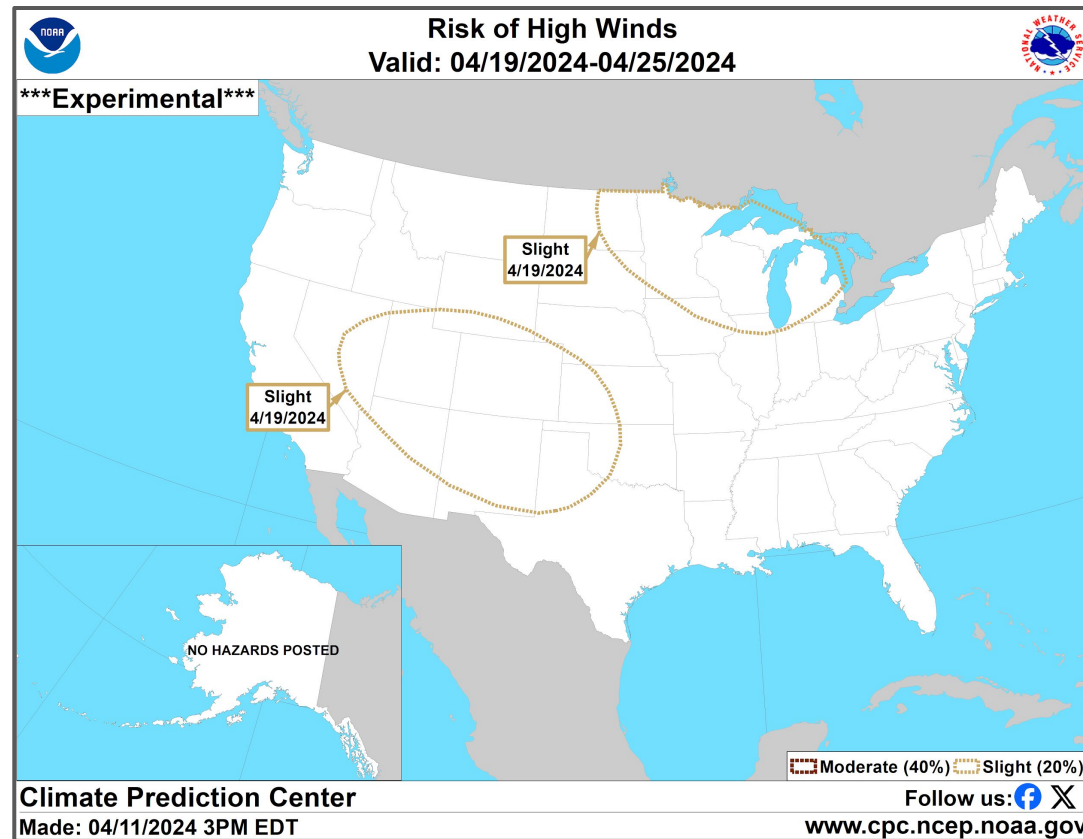 NOAA
Risk of High Winds
Valid: 04/19/2024-04/25/2024
NATIONAL WEATHER SERVICE
***Experimental***
Slight
4/19/2024
Slight
4/19/2024
NO HAZARDS POSTED
Moderate (40%) Slight (20%)
Climate Prediction Center
Follow us:
Made: 04/11/2024 3PM EDT
www.cpc.ncep.noaa.gov